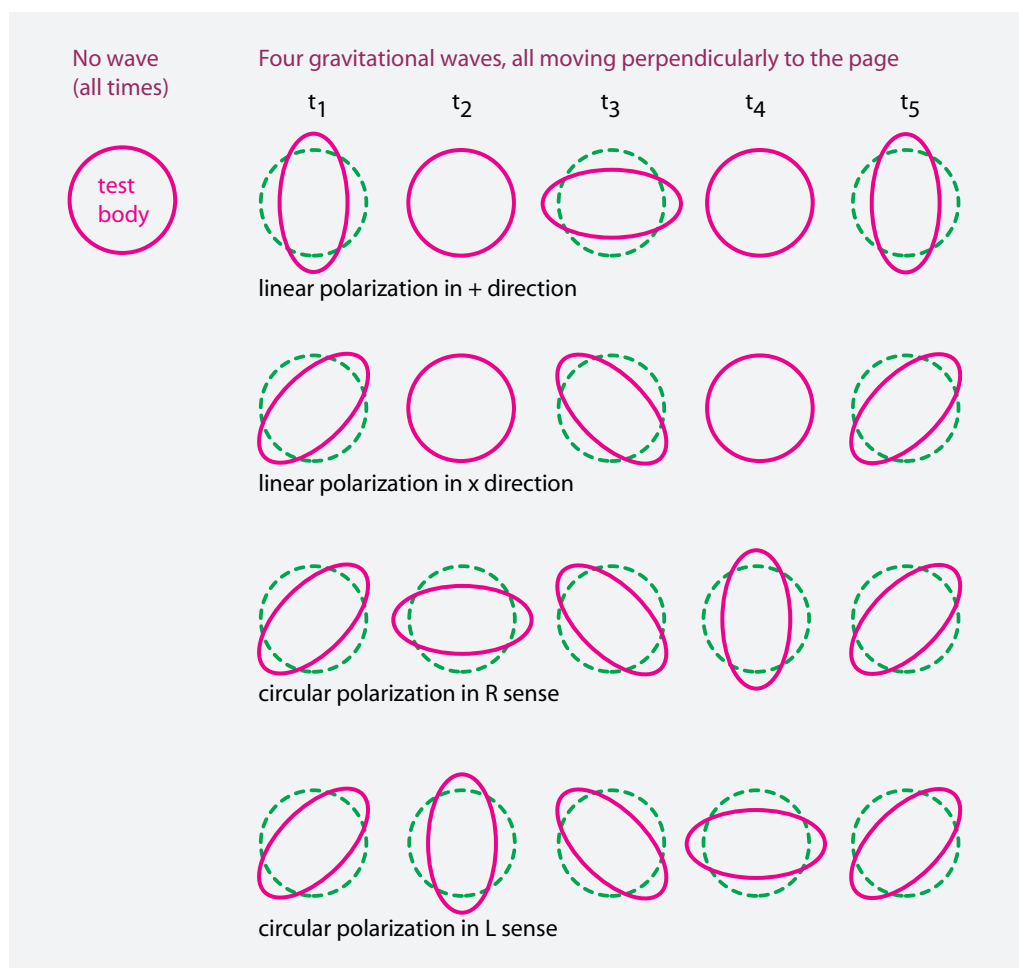 No wave
(all times)
Four gravitational waves, all moving perpendicularly to the page
t1 t2 t3 t4 t5
test
body
linear polarization in + direction
linear polarization in x direction
circular polarization in R sense
circular polarization in L sense